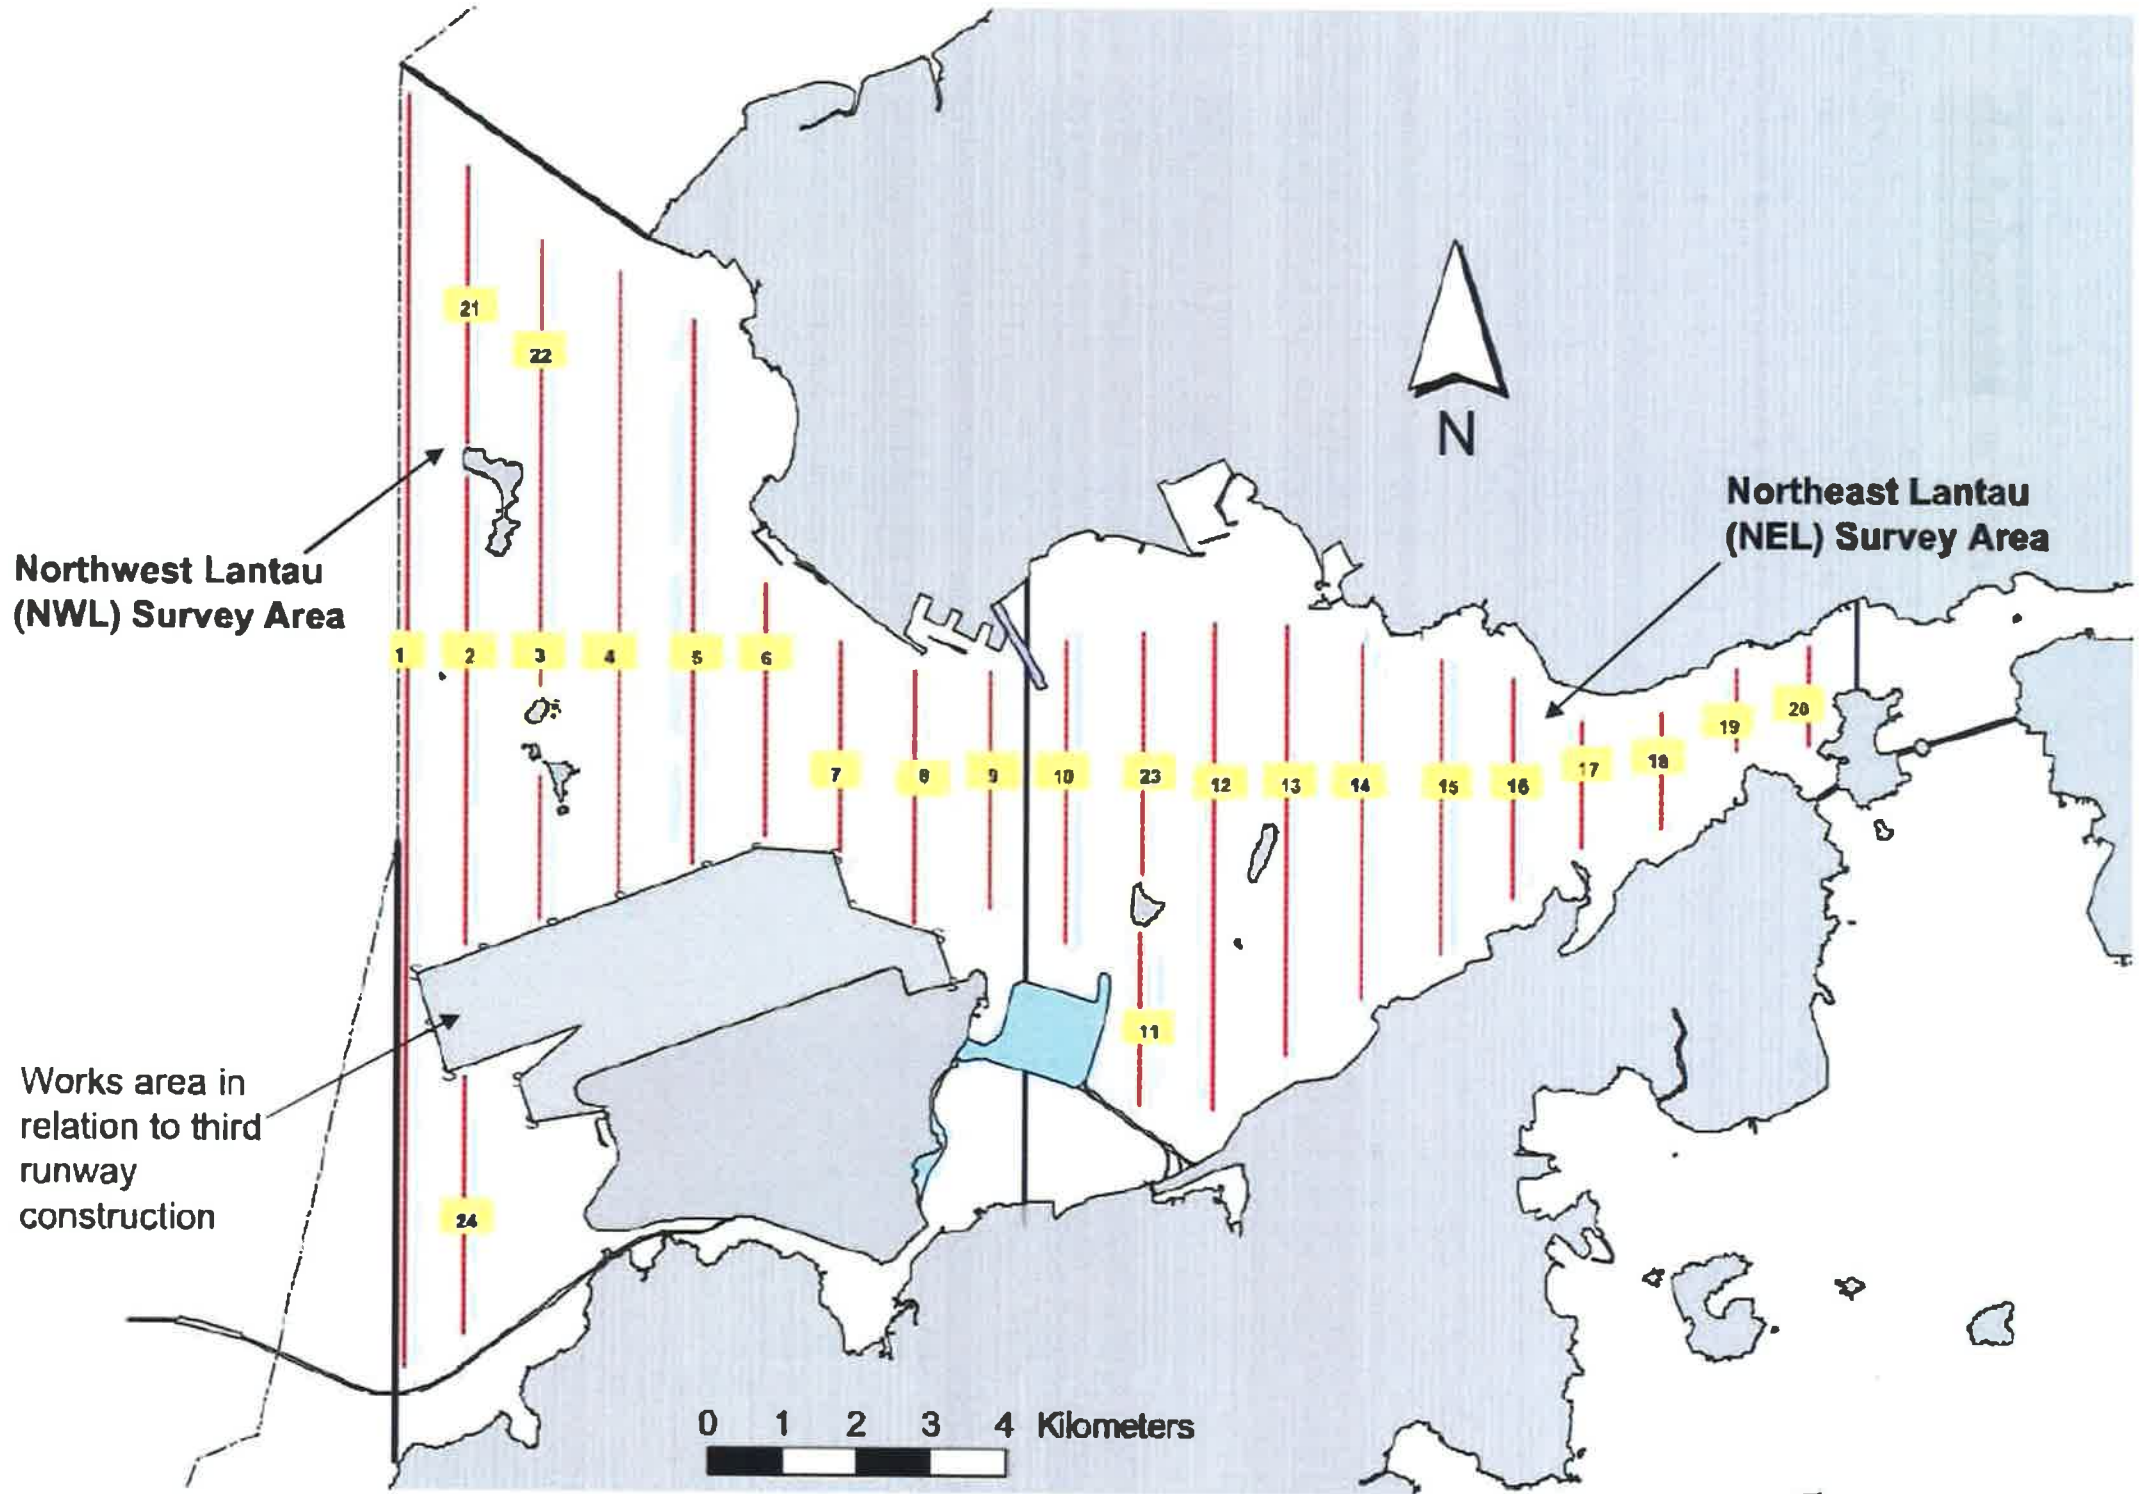 21
22
N
Northeast Lantau
(NEL) Survey Area
Northwest Lantau
(NWL) Survey Area
1 2 3 4 5 6
7 8 9 10 23 12 13 14 15 16 17 18 19 20
11
Works area in
relation to third
runway
construction
24
0 1 2 3 4 Kilometers